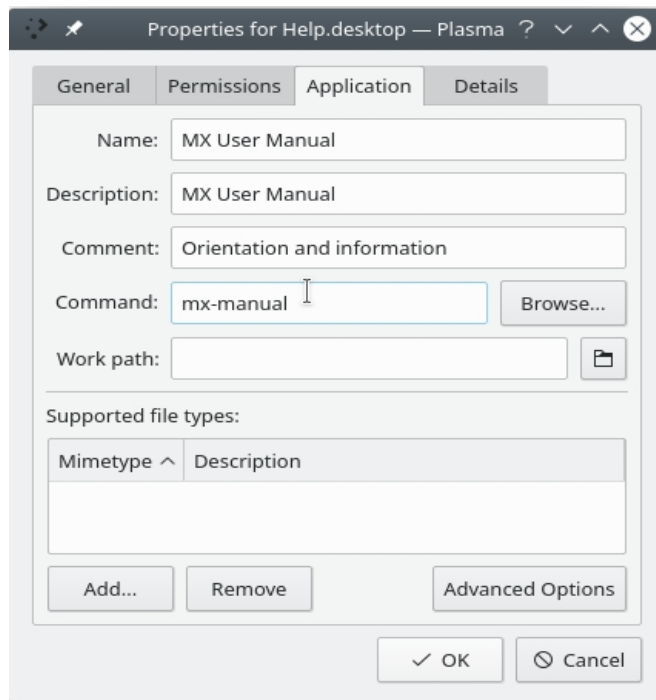 Properties for Help.desktop — Plasma ?
General Permissions Application Details
Name: MX User Manual
Description: MX User Manual
Comment: Orientation and information
Command: mx-manual Browse...
Work path:
Supported file types:
Mimetype Description
Add... Remove Advanced Options
OK Cancel